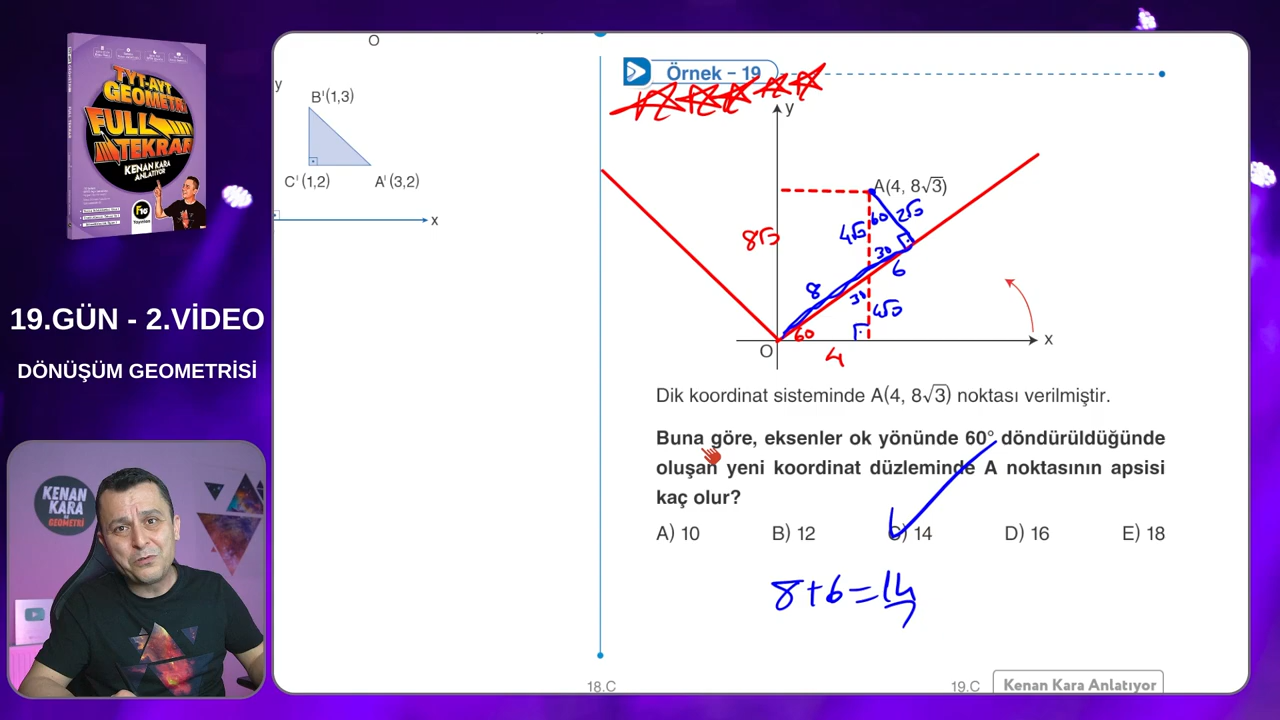 TYT-AYT
GEOMETRİ
FULL
TEKRAR
KENAN KARA
ANLATIYOR
19.GÜN - 2.VİDEO
DÖNÜŞÜM GEOMETRİSİ
KENAN
KARA
GEOMETRİ
O
y
B'(1,3)
C'(1,2)
A'(3,2)
x
Örnek – 19
y
A(4, 8√3)
60
2√3
8√3
4√3
30
6
8
30
4√3
60
O
4
x
Dik koordinat sisteminde A(4, 8√3) noktası verilmiştir.
Buna göre, eksenler ok yönünde 60° döndürüldüğünde
oluşan yeni koordinat düzleminde A noktasının apsisi
kaç olur?
A) 10 B) 12 C) 14 D) 16 E) 18
8+6=14
18.C
19.C
Kenan Kara Anlatıyor